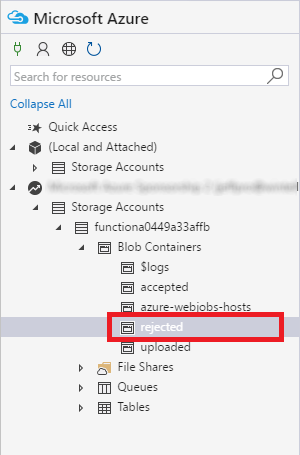 Microsoft Azure
Search for resources
Collapse All
Quick Access
(Local and Attached)
Storage Accounts
Storage Accounts
functiona0449a33affb
Blob Containers
$logs
accepted
azure-webjobs-hosts
rejected
uploaded
File Shares
Queues
Tables